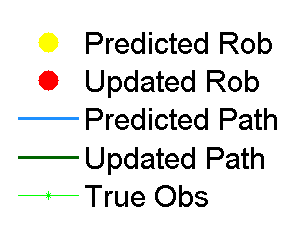 Predicted Rob
Updated Rob
Predicted Path
Updated Path
True Obs